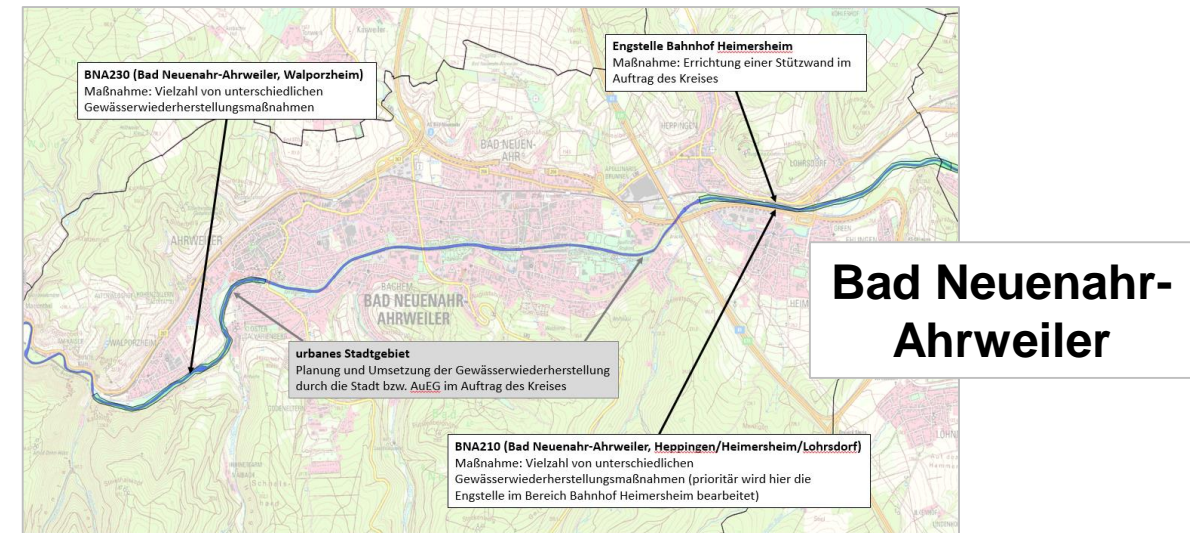 Engstelle Bahnhof Heimersheim
Maßnahme: Errichtung einer Stützwand im
Auftrag des Kreises
BNA230 (Bad Neuenahr-Ahrweiler, Walporzheim)
Maßnahme: Vielzahl von unterschiedlichen
Gewässerwiederherstellungsmaßnahmen
HEPPINGEN
BAD NEUEN-
AHR
LOHRSDORF
APOLLINARIS-
BRUNNEN
AHRWEILER
Bad Neuenahr-
Ahrweiler
BACHEM
BAD NEUENAHR-
AHRWEILER
WALPORZHEIM
urbanes Stadtgebiet
Planung und Umsetzung der Gewässerwiederherstellung
durch die Stadt bzw. AuEG im Auftrag des Kreises
BNA210 (Bad Neuenahr-Ahrweiler, Heppingen/Heimersheim/Lohrsdorf)
Maßnahme: Vielzahl von unterschiedlichen
Gewässerwiederherstellungsmaßnahmen (prioritär wird hier die
Engstelle im Bereich Bahnhof Heimersheim bearbeitet)